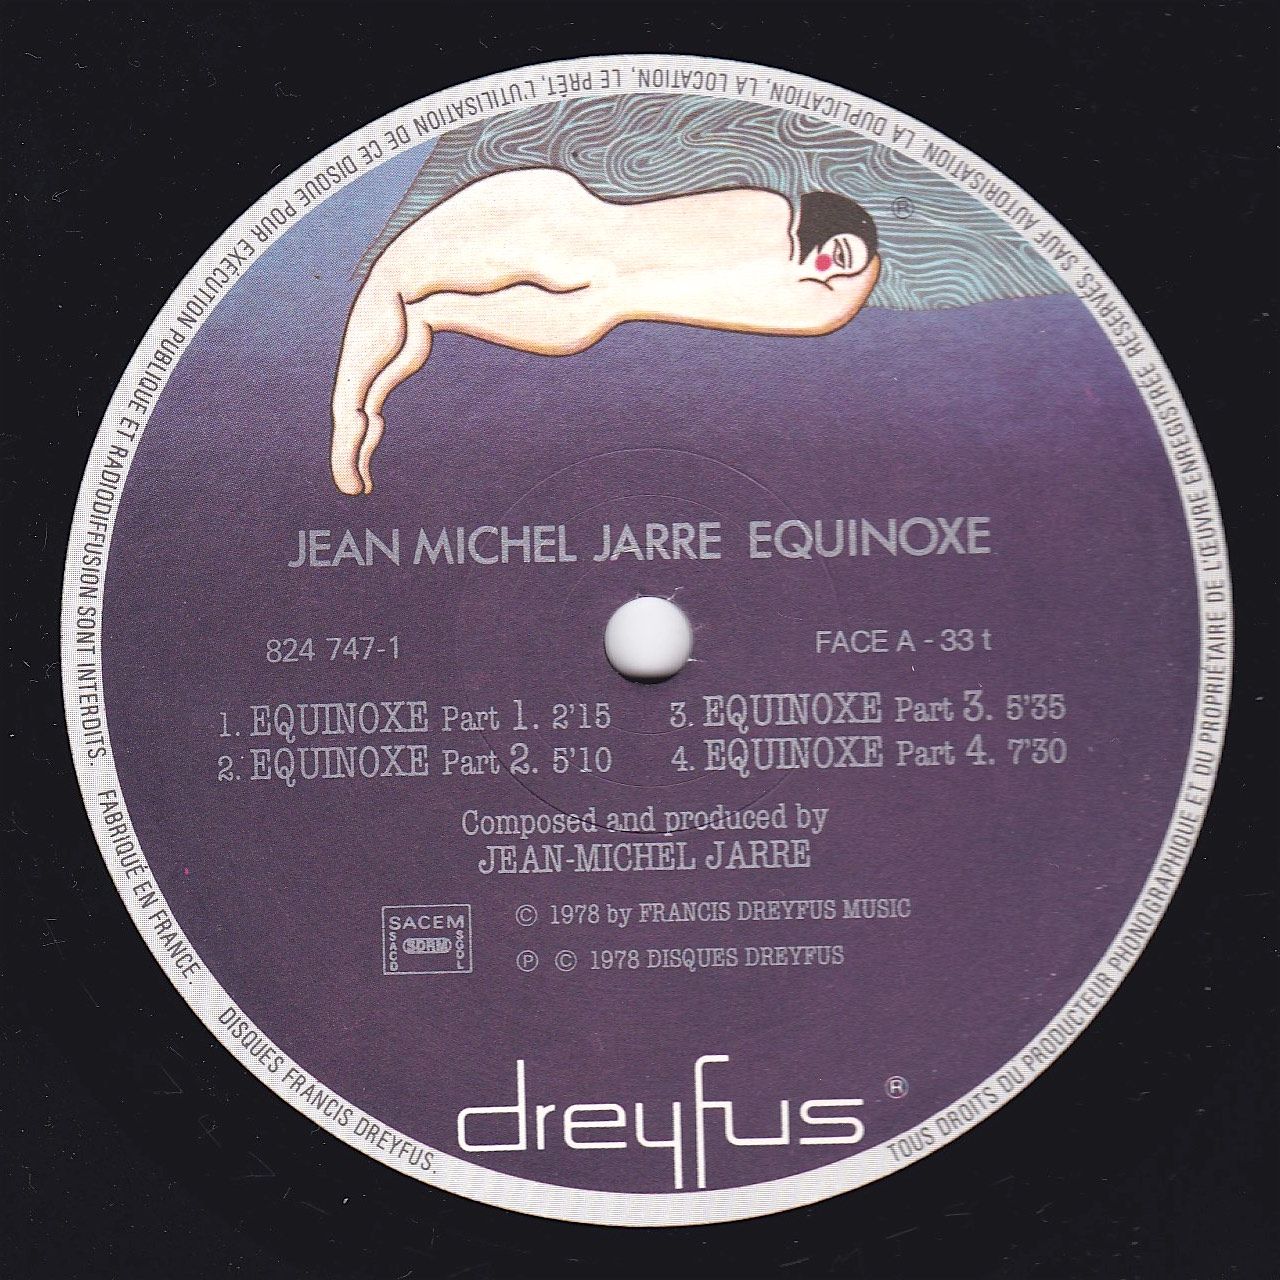 TOUS DROITS DU PRODUCTEUR PHONOGRAPHIQUE ET DU PROPRIÉTAIRE DE L'ŒUVRE ENREGISTRÉE RÉSERVÉS, SAUF AUTORISATION, LA DUPLICATION, LA LOCATION, LE PRÊT, L'UTILISATION DE CE DISQUE POUR EXÉCUTION PUBLIQUE ET RADIODIFFUSION SONT INTERDITS. FABRIQUÉ EN FRANCE. DISQUES FRANCIS DREYFUS.
®
JEAN MICHEL JARRE EQUINOXE
824 747-1 FACE A - 33 t
1. EQUINOXE Part 1. 2'15
2. EQUINOXE Part 2. 5'10
3. EQUINOXE Part 3. 5'35
4. EQUINOXE Part 4. 7'30
Composed and produced by
JEAN-MICHEL JARRE
SACEM
SACD SDRM SGDL
© 1978 by FRANCIS DREYFUS MUSIC
℗ © 1978 DISQUES DREYFUS
dreyfus ®